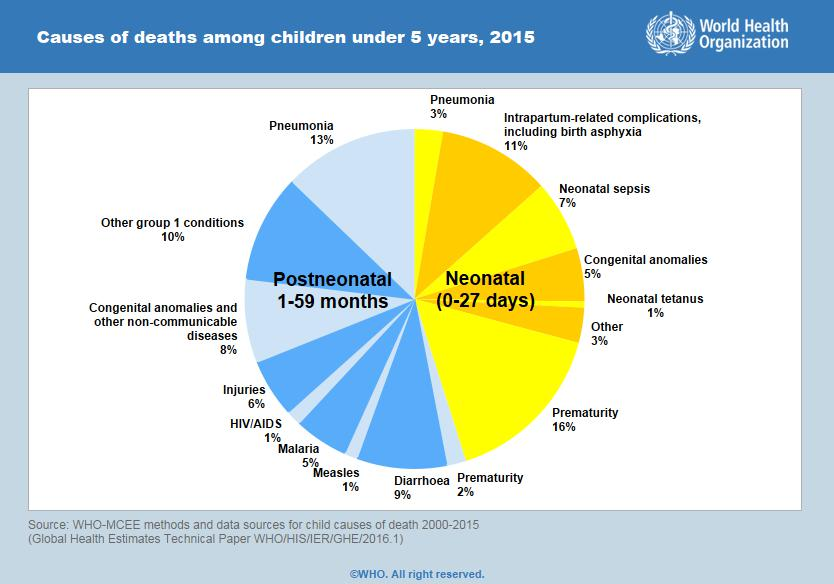 Causes of deaths among children under 5 years, 2015
World Health
Organization
Pneumonia
3%
Intrapartum-related complications,
including birth asphyxia
11%
Neonatal sepsis
7%
Congenital anomalies
5%
Neonatal tetanus
1%
Other
3%
Prematurity
16%
Prematurity
2%
Diarrhoea
9%
Measles
1%
Malaria
5%
HIV/AIDS
1%
Injuries
6%
Congenital anomalies and
other non-communicable
diseases
8%
Other group 1 conditions
10%
Pneumonia
13%
Postneonatal
1-59 months
Neonatal
(0-27 days)
Source: WHO-MCEE methods and data sources for child causes of death 2000-2015
(Global Health Estimates Technical Paper WHO/HIS/IER/GHE/2016.1)
©WHO. All right reserved.